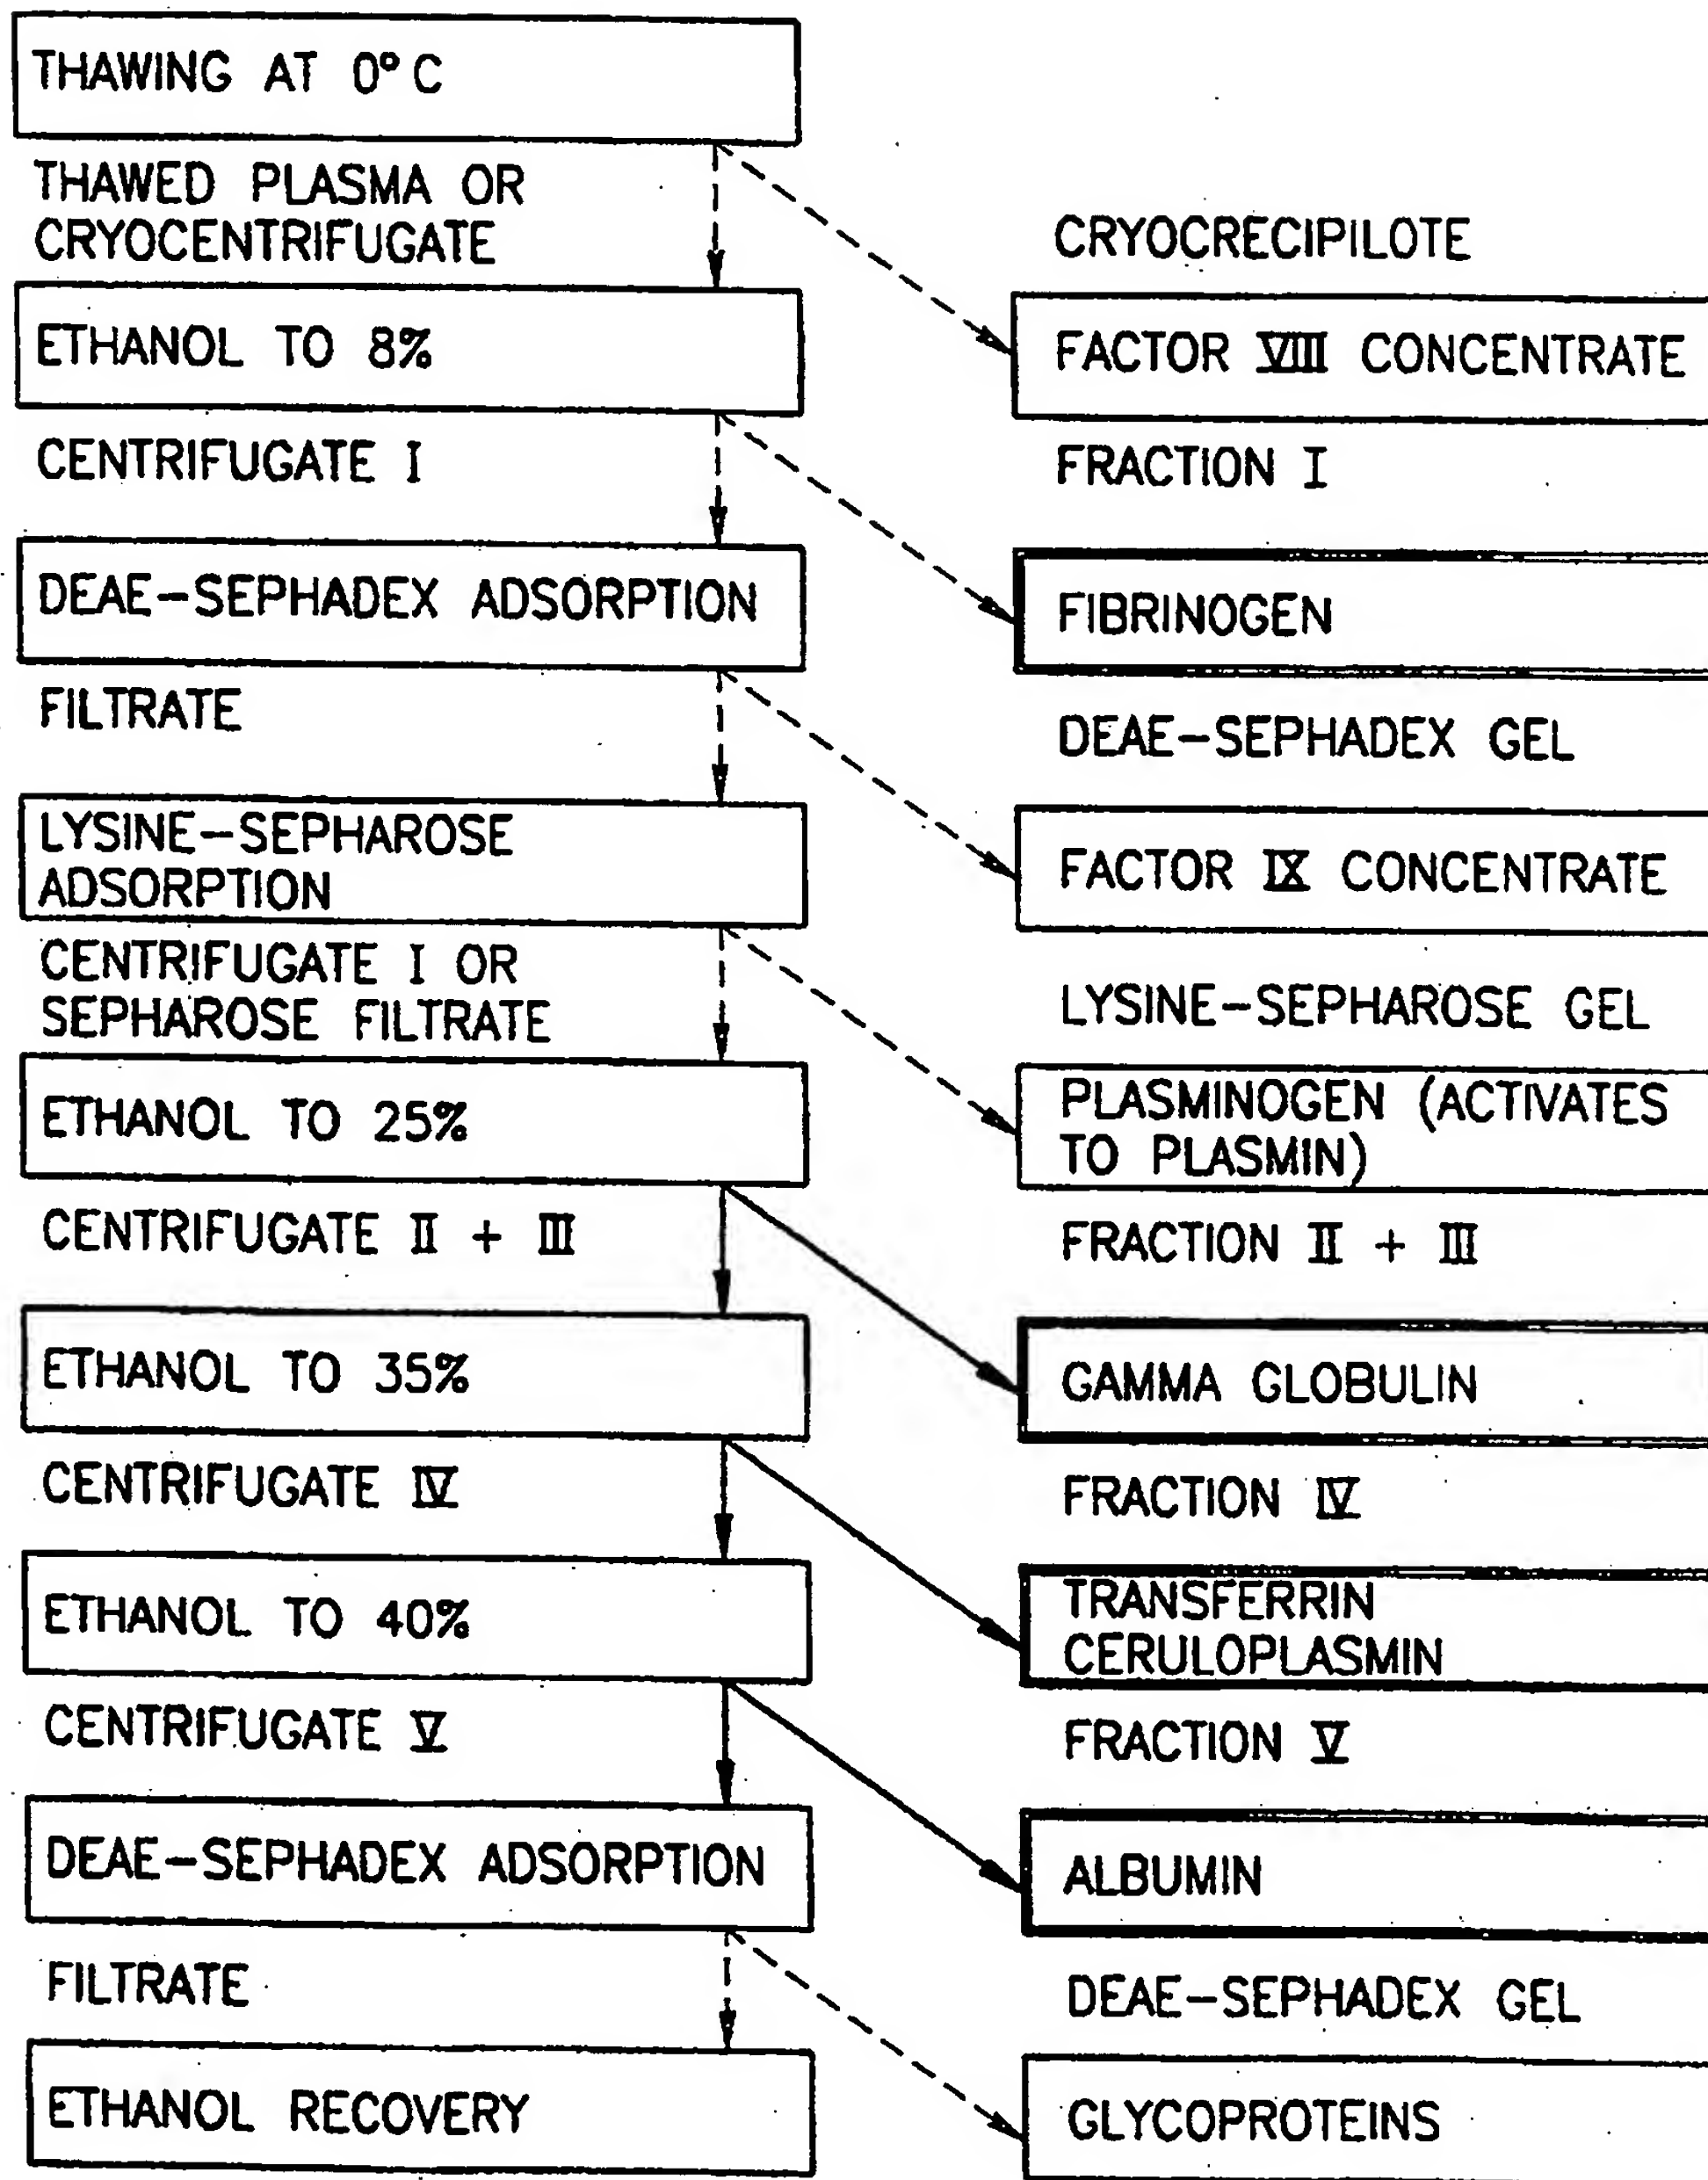 THAWING AT 0° C
THAWED PLASMA OR
CRYOCENTRIFUGATE
CRYOCRECIPILOTE
ETHANOL TO 8%
FACTOR VIII CONCENTRATE
CENTRIFUGATE I
FRACTION I
DEAE-SEPHADEX ADSORPTION
FIBRINOGEN
FILTRATE
DEAE-SEPHADEX GEL
LYSINE-SEPHAROSE
ADSORPTION
FACTOR IX CONCENTRATE
CENTRIFUGATE I OR
SEPHAROSE FILTRATE
LYSINE-SEPHAROSE GEL
ETHANOL TO 25%
PLASMINOGEN (ACTIVATES
TO PLASMIN)
CENTRIFUGATE II + III
FRACTION II + III
ETHANOL TO 35%
GAMMA GLOBULIN
CENTRIFUGATE IV
FRACTION IV
ETHANOL TO 40%
TRANSFERRIN
CERULOPLASMIN
CENTRIFUGATE V
FRACTION V
DEAE-SEPHADEX ADSORPTION
ALBUMIN
FILTRATE
DEAE-SEPHADEX GEL
ETHANOL RECOVERY
GLYCOPROTEINS